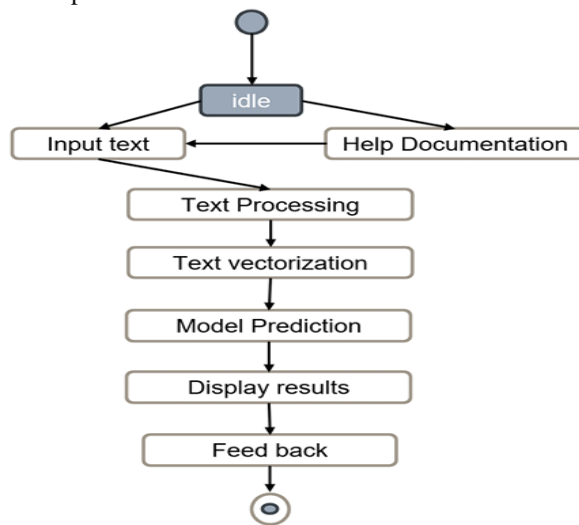 idle
Input text
Help Documentation
Text Processing
Text vectorization
Model Prediction
Display results
Feed back